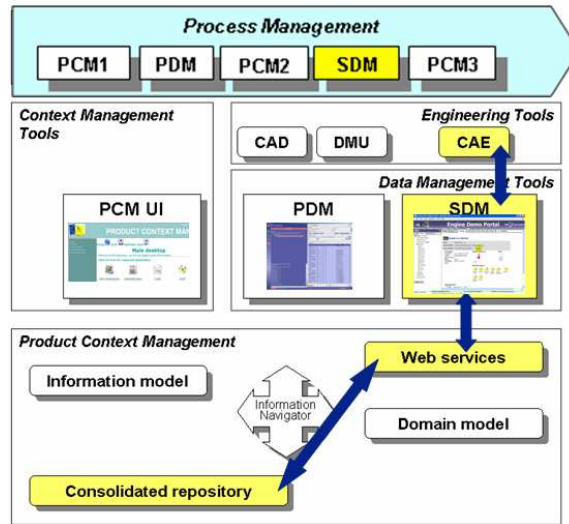 Process Management
PCM1 PDM PCM2 SDM PCM3
Context Management
Tools
Engineering Tools
CAD DMU CAE
Data Management Tools
PCM UI
PRODUCT CONTEXT MAN
Main desktop
PDM
SDM
Engine Demo Portal
Product Context Management
Web services
Information model
Information
Navigator
Domain model
Consolidated repository